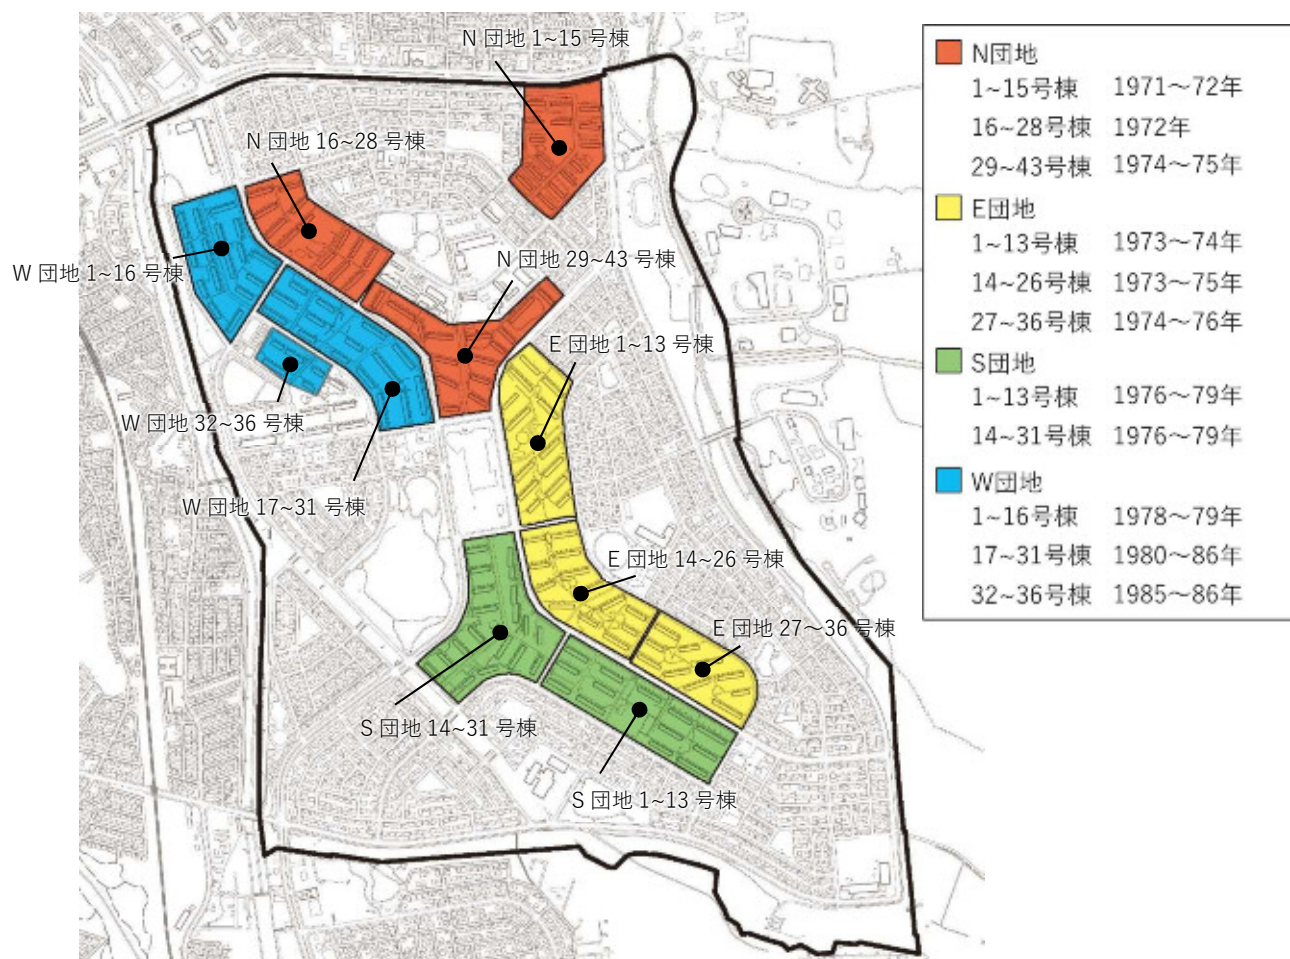 N 団地 1~15 号棟
N 団地 16~28 号棟
W 団地 1~16 号棟
N 団地 29~43 号棟
E 団地 1~13 号棟
W 団地 32~36 号棟
W 団地 17~31 号棟
E 団地 14~26 号棟
E 団地 27～36 号棟
S 団地 14~31 号棟
S 団地 1~13 号棟
N団地
1~15号棟 1971～72年
16~28号棟 1972年
29~43号棟 1974～75年
E団地
1~13号棟 1973～74年
14~26号棟 1973～75年
27~36号棟 1974～76年
S団地
1~13号棟 1976～79年
14~31号棟 1976～79年
W団地
1~16号棟 1978～79年
17~31号棟 1980～86年
32~36号棟 1985～86年